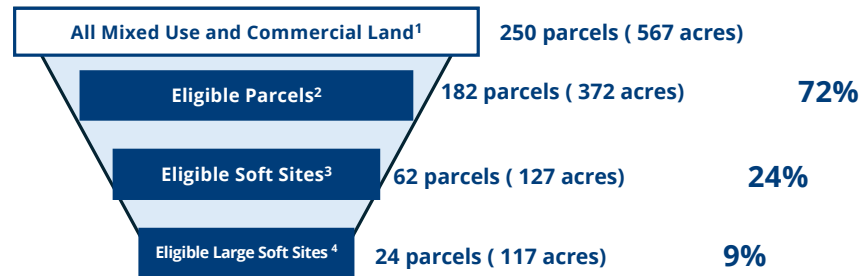 All Mixed Use and Commercial Land¹ 250 parcels ( 567 acres)
Eligible Parcels² 182 parcels ( 372 acres) 72%
Eligible Soft Sites³ 62 parcels ( 127 acres) 24%
Eligible Large Soft Sites ⁴ 24 parcels ( 117 acres) 9%